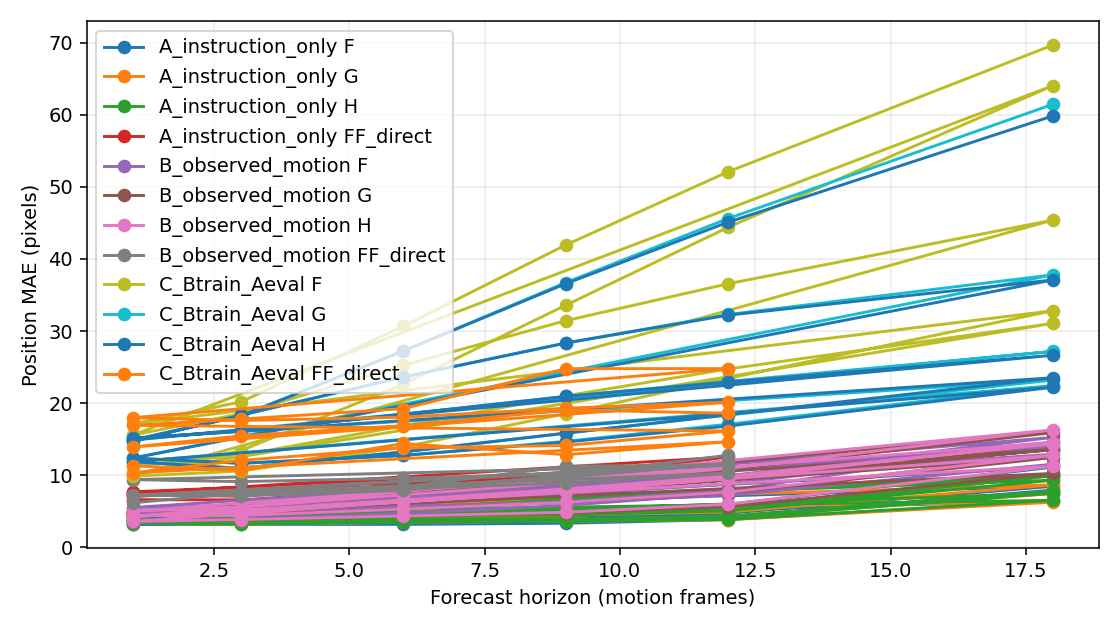 70
60
50
40
30
20
10
0
2.5
5.0
7.5
10.0
12.5
15.0
17.5
Position MAE (pixels)
Forecast horizon (motion frames)
A_instruction_only F
A_instruction_only G
A_instruction_only H
A_instruction_only FF_direct
B_observed_motion F
B_observed_motion G
B_observed_motion H
B_observed_motion FF_direct
C_Btrain_Aeval F
C_Btrain_Aeval G
C_Btrain_Aeval H
C_Btrain_Aeval FF_direct